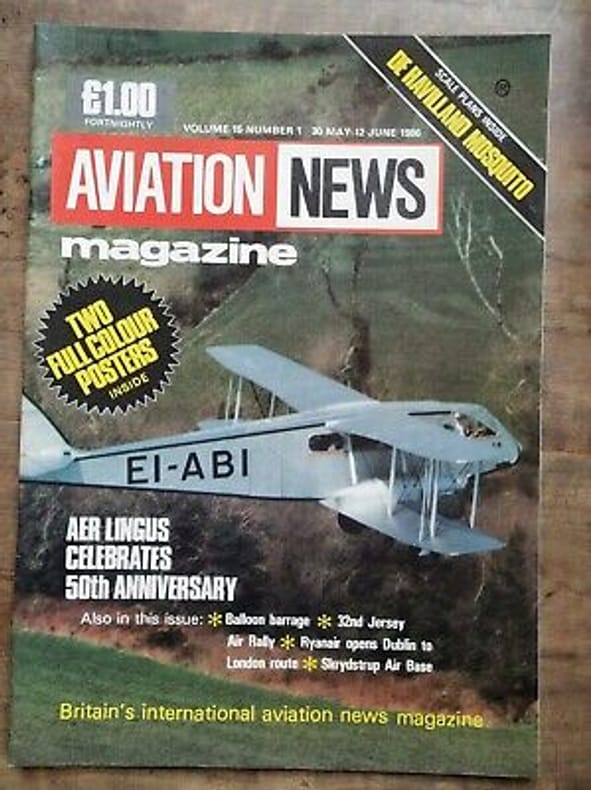 £1.00
FORTNIGHTLY
VOLUME 15 NUMBER 1 30 MAY-12 JUNE 1986
SCALE PLANS INSIDE
DE HAVILLAND MOSQUITO
AVIATION NEWS
magazine
TWO
FULL COLOUR
POSTERS
INSIDE
EI-ABI
AER LINGUS
CELEBRATES
50th ANNIVERSARY
Also in this issue: * Balloon barrage * 32nd Jersey
Air Rally * Ryanair opens Dublin to
London route * Skrydstrup Air Base
Britain's international aviation news magazine